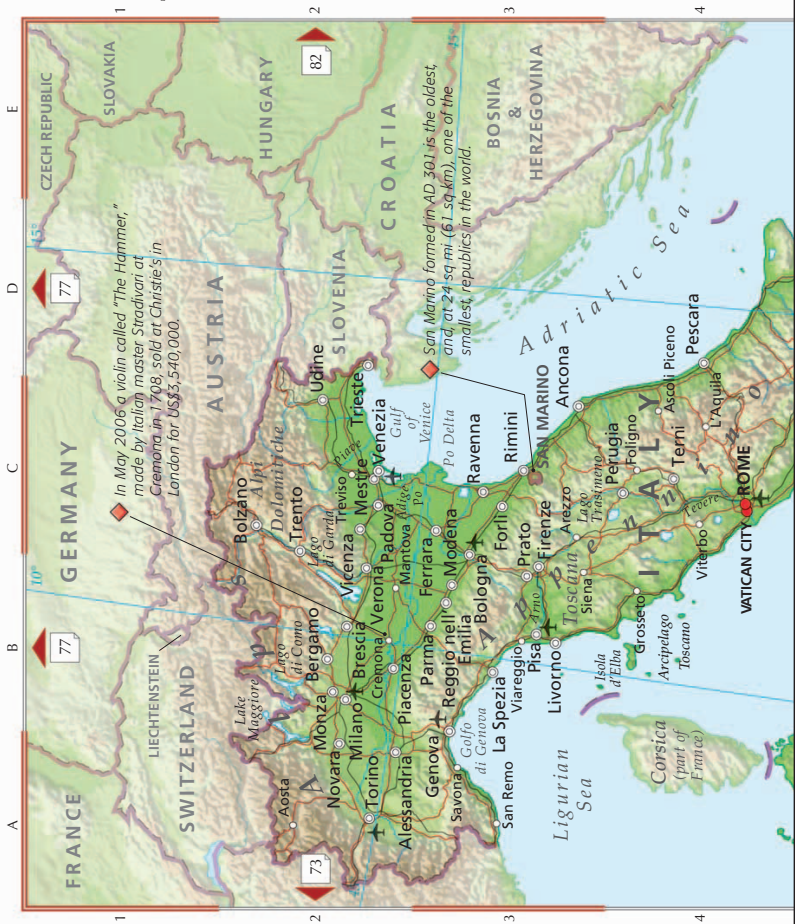 A
B
C
D
E
1
2
3
4
1
2
3
4
77
77
73
82
10°
15°
45°
FRANCE
GERMANY
CZECH REPUBLIC
SLOVAKIA
LIECHTENSTEIN
SWITZERLAND
AUSTRIA
HUNGARY
SLOVENIA
CROATIA
BOSNIA
&
HERZEGOVINA
In May 2006 a violin called "The Hammer,"
made by Italian master Stradivari at
Cremona in 1708, sold at Christie's in
London for US$3,540,000.
San Marino formed in AD 301 is the oldest,
and, at 24 sq mi (61 sq km), one of the
smallest, republics in the world.
Alpi
Dolomitiche
Bolzano
Trento
Lago
di Garda
Udine
Trieste
Piave
Treviso
Mestre
Venezia
Gulf
of
Venice
Vicenza
Padova
Verona
Adige
Mantova
Po
Po Delta
Lake
Maggiore
Lago
di Como
Bergamo
Brescia
Monza
Milano
Novara
Aosta
Torino
Cremona
Piacenza
Alessandria
Parma
Reggio nell'
Emilia
Modena
Ferrara
Bologna
Ravenna
Forlì
Rimini
SAN MARINO
Genova
Savona
San Remo
Golfo
di Genova
La Spezia
Viareggio
Pisa
Livorno
Arno
Prato
Firenze
Toscana
Siena
Arezzo
Lago
Trasimeno
Perugia
Foligno
Ancona
Ascoli Piceno
Pescara
L'Aquila
Terni
Tevere
Viterbo
Grosseto
Isola
d'Elba
Arcipelago
Toscano
Corsica
(part of
France)
Ligurian
Sea
Adriatic Sea
Appennino
ITALY
VATICAN CITY
ROME